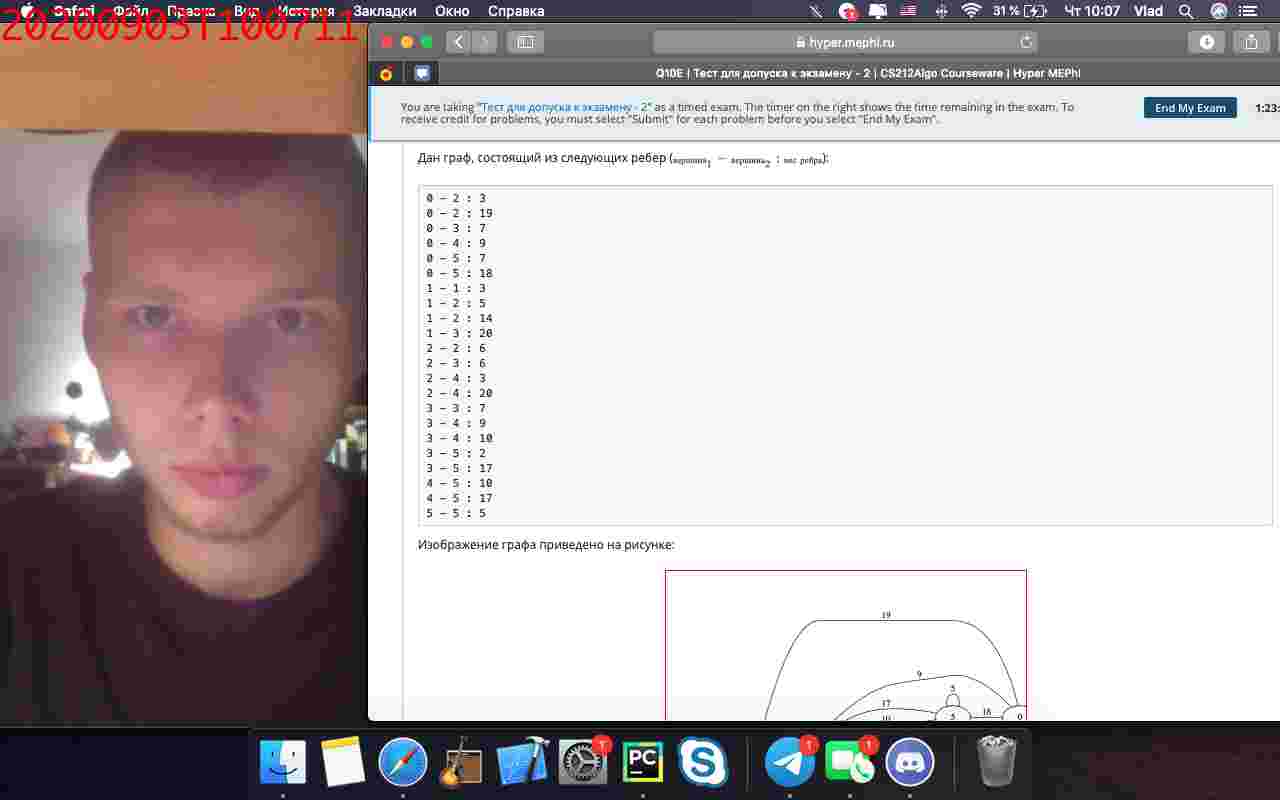 Safari Файл Правка Вид История Закладки Окно Справка 31 % Чт 10:07 Vlad
20200903T100711
hyper.mephi.ru
Q10E | Тест для допуска к экзамену - 2 | CS212Algo Courseware | Hyper MEPhI
You are taking "Тест для допуска к экзамену - 2" as a timed exam. The timer on the right shows the time remaining in the exam. To
receive credit for problems, you must select "Submit" for each problem before you select "End My Exam".
End My Exam
1:23:
Дан граф, состоящий из следующих рёбер (вершина1 − вершина2 : вес ребра):
0 − 2 : 3
0 − 2 : 19
0 − 3 : 7
0 − 4 : 9
0 − 5 : 7
0 − 5 : 18
1 − 1 : 3
1 − 2 : 5
1 − 2 : 14
1 − 3 : 20
2 − 2 : 6
2 − 3 : 6
2 − 4 : 3
2 − 4 : 20
3 − 3 : 7
3 − 4 : 9
3 − 4 : 10
3 − 5 : 2
3 − 5 : 17
4 − 5 : 10
4 − 5 : 17
5 − 5 : 5
Изображение графа приведено на рисунке:
19
9
5
17
18
10
5
0
1
PC
1
1